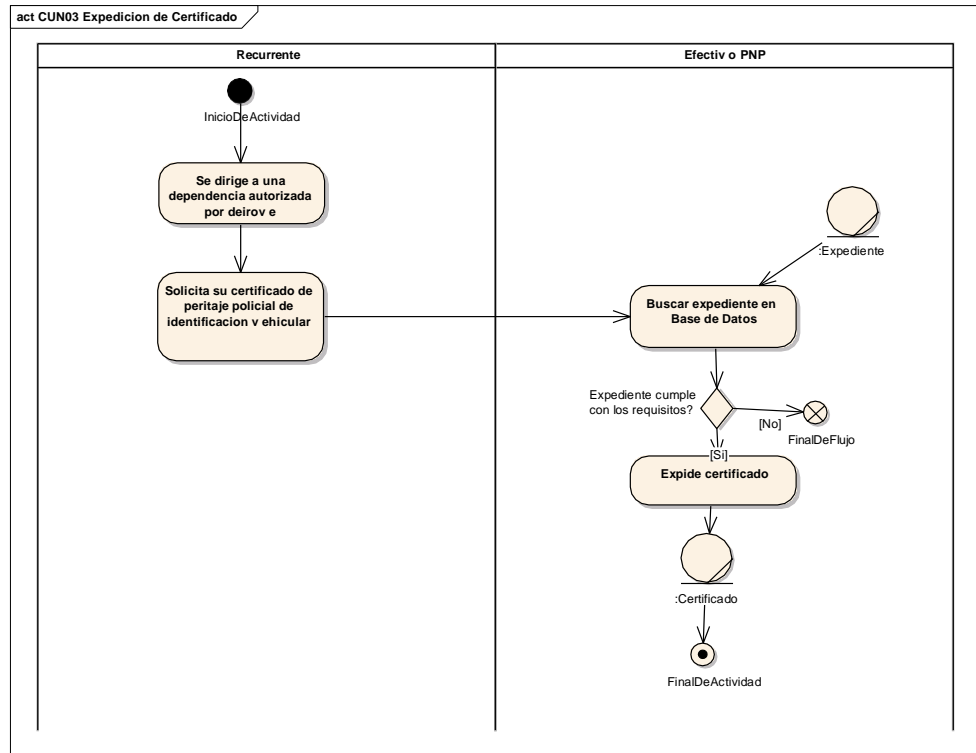 act CUN03 Expedicion de Certificado
Recurrente
Efectiv o PNP
InicioDeActividad
Se dirige a una
dependencia autorizada
por deirov e
Solicita su certificado de
peritaje policial de
identificacion v ehicular
:Expediente
Buscar expediente en
Base de Datos
Expediente cumple
con los requisitos?
[No]
FinalDeFlujo
[Si]
Expide certificado
:Certificado
FinalDeActividad